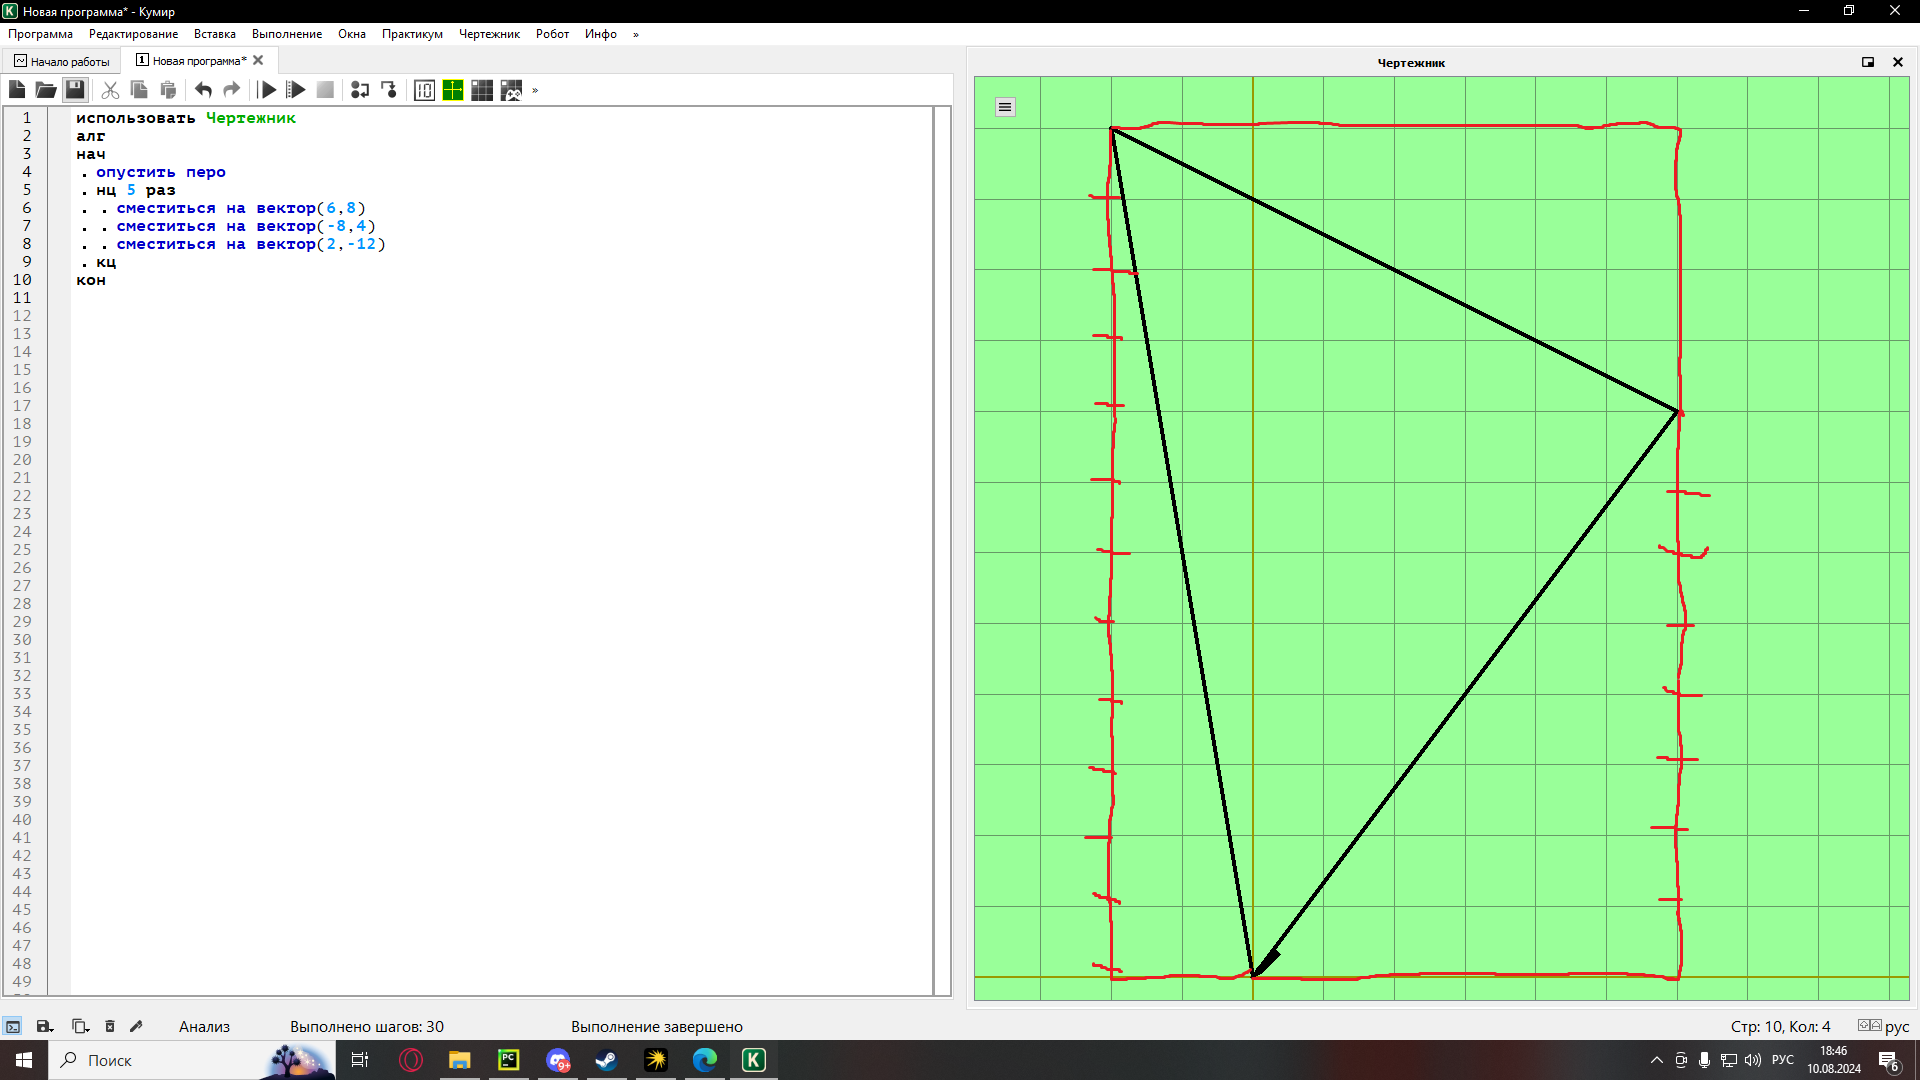 Новая программа* - Кумир
Программа Редактирование Вставка Выполнение Окна Практикум Чертежник Робот Инфо »
Начало работы 1 Новая программа*
»
Чертежник
1 использовать Чертежник
2 алг
3 нач
4 . опустить перо
5 . нц 5 раз
6 . . сместиться на вектор(6,8)
7 . . сместиться на вектор(-8,4)
8 . . сместиться на вектор(2,-12)
9 . кц
10 кон
11
12
13
14
15
16
17
18
19
20
21
22
23
24
25
26
27
28
29
30
31
32
33
34
35
36
37
38
39
40
41
42
43
44
45
46
47
48
49
Анализ Выполнено шагов: 30 Выполнение завершено Стр: 10, Кол: 4 рус
Поиск
PC
9+
K
РУС
18:46
10.08.2024
6